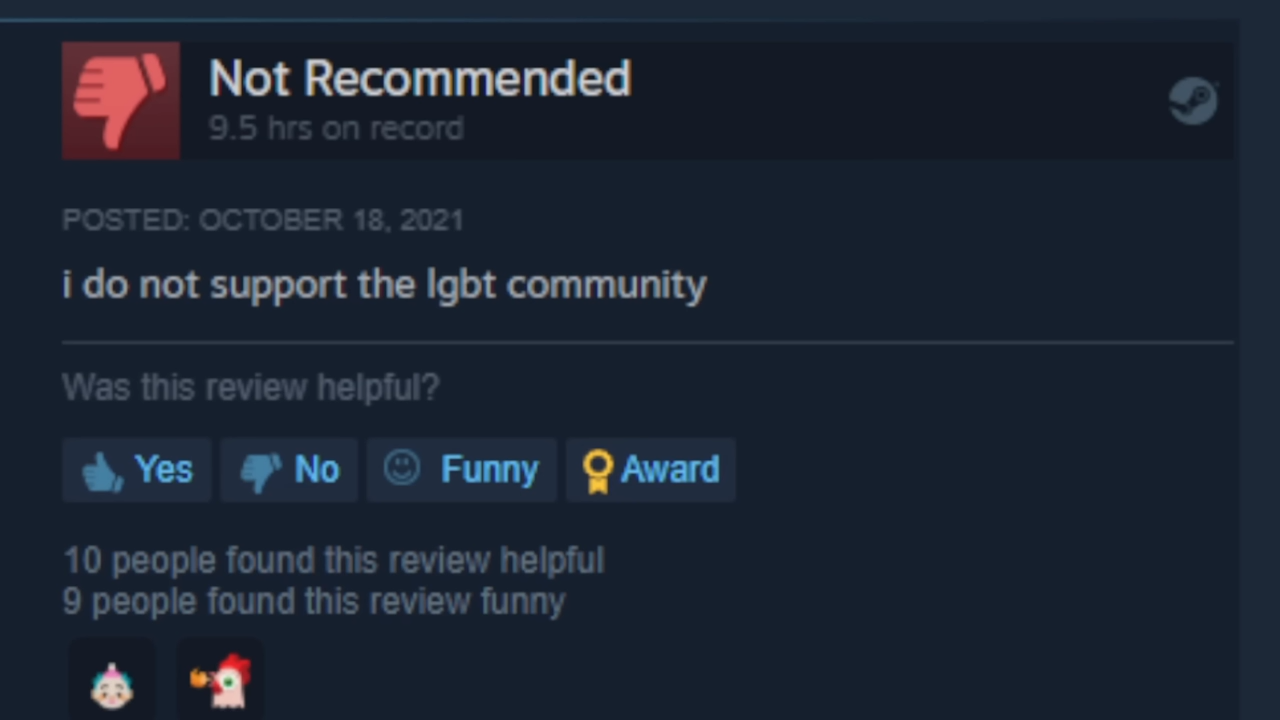 Not Recommended
9.5 hrs on record
POSTED: OCTOBER 18, 2021
i do not support the lgbt community
Was this review helpful?
Yes No Funny Award
10 people found this review helpful
9 people found this review funny